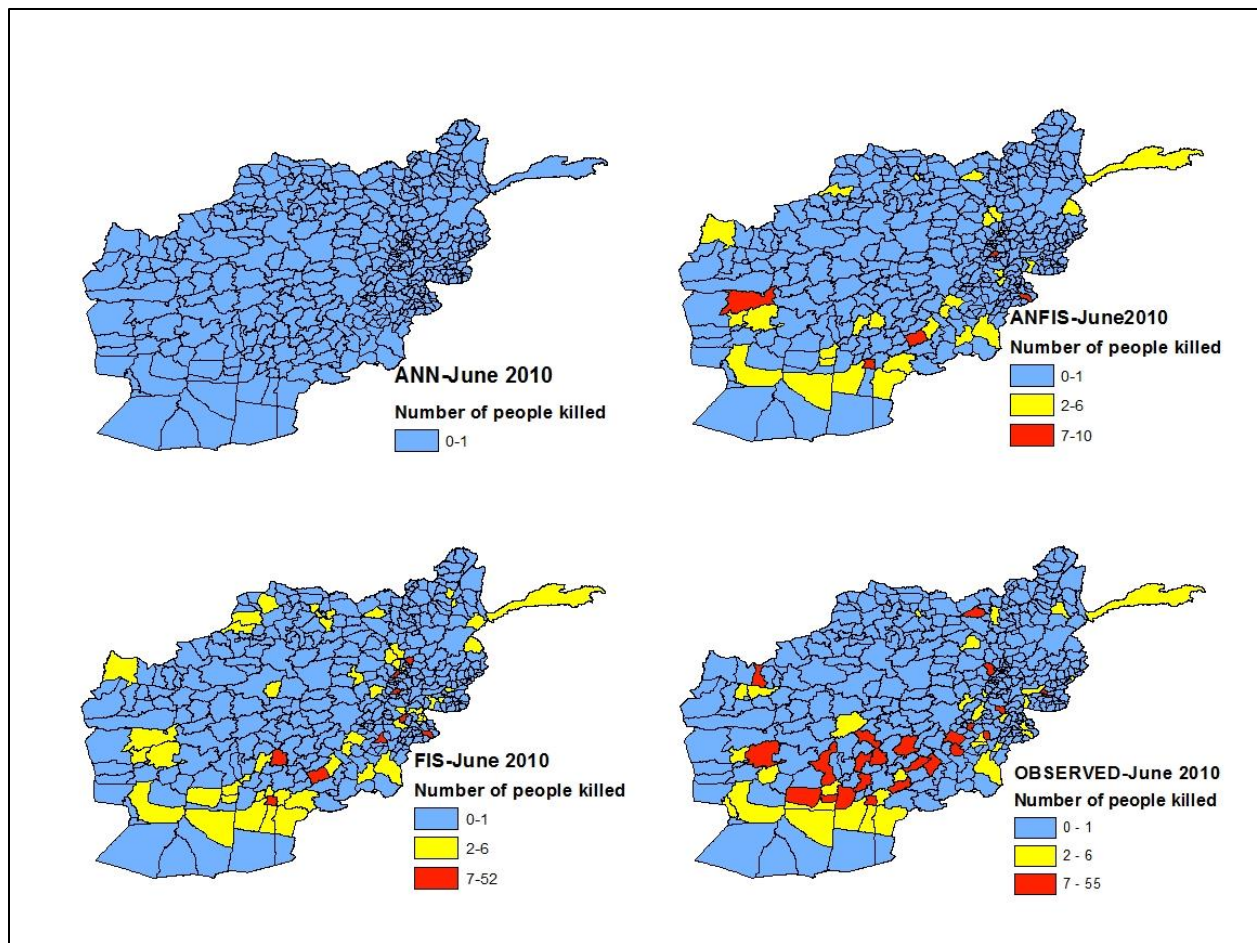 ANN-June 2010
Number of people killed
0-1
ANFIS-June2010
Number of people killed
0-1
2-6
7-10
FIS-June 2010
Number of people killed
0-1
2-6
7-52
OBSERVED-June 2010
Number of people killed
0 - 1
2 - 6
7 - 55